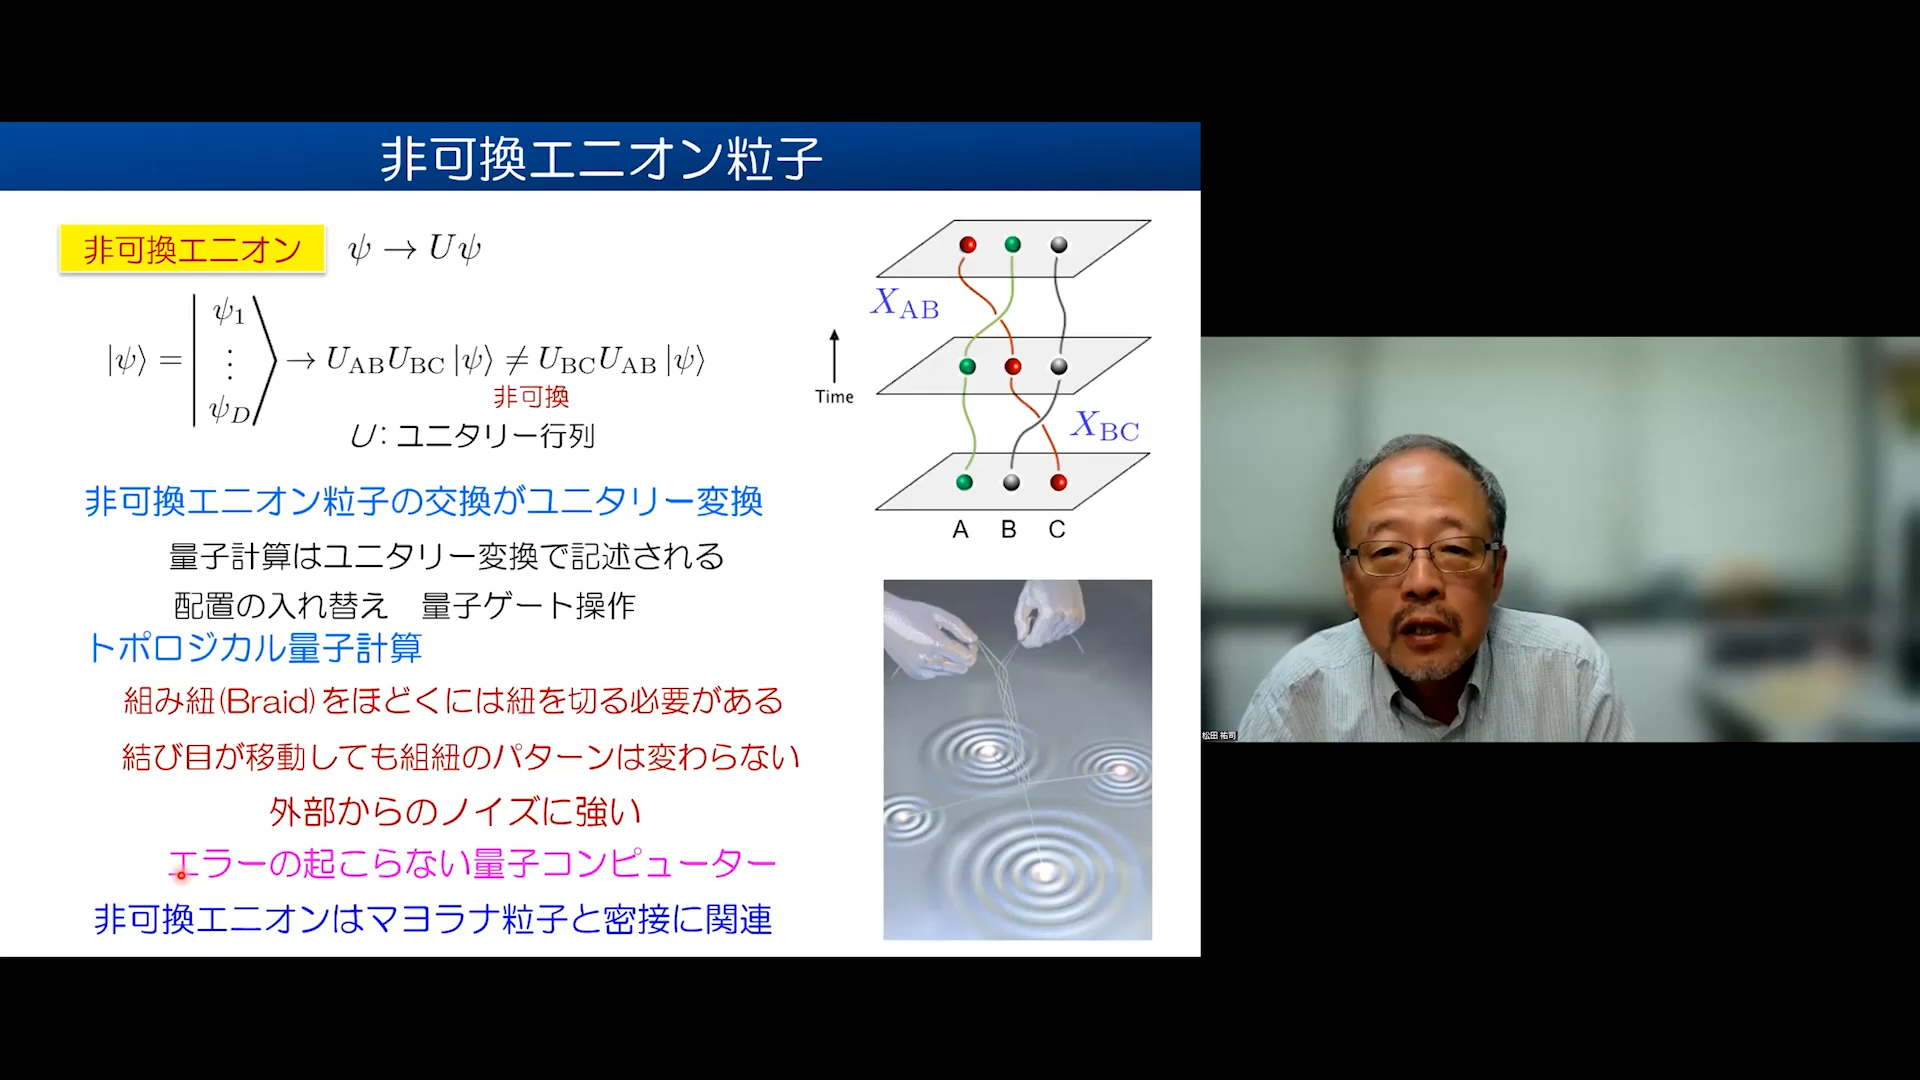 非可換エニオン粒子
非可換エニオン ψ → Uψ
|ψ⟩ = | ψ₁ ⋮ ψ_D ⟩ → U_AB U_BC |ψ⟩ ≠ U_BC U_AB |ψ⟩
非可換
U: ユニタリー行列
非可換エニオン粒子の交換がユニタリー変換
量子計算はユニタリー変換で記述される
配置の入れ替え 量子ゲート操作
トポロジカル量子計算
組み紐(Braid)をほどくには紐を切る必要がある
結び目が移動しても組紐のパターンは変わらない
外部からのノイズに強い
エラーの起こらない量子コンピューター
非可換エニオンはマヨラナ粒子と密接に関連
X_AB
Time
X_BC
A B C
松田 祐司